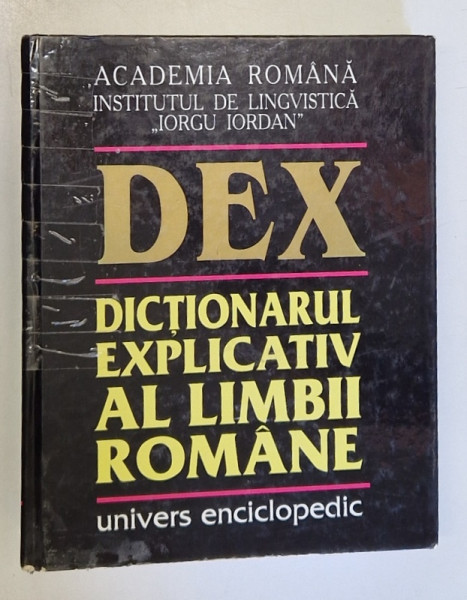 ACADEMIA ROMÂNĂ
INSTITUTUL DE LINGVISTICĂ
„IORGU IORDAN”
DEX
DICȚIONARUL
EXPLICATIV
AL LIMBII
ROMÂNE
univers enciclopedic